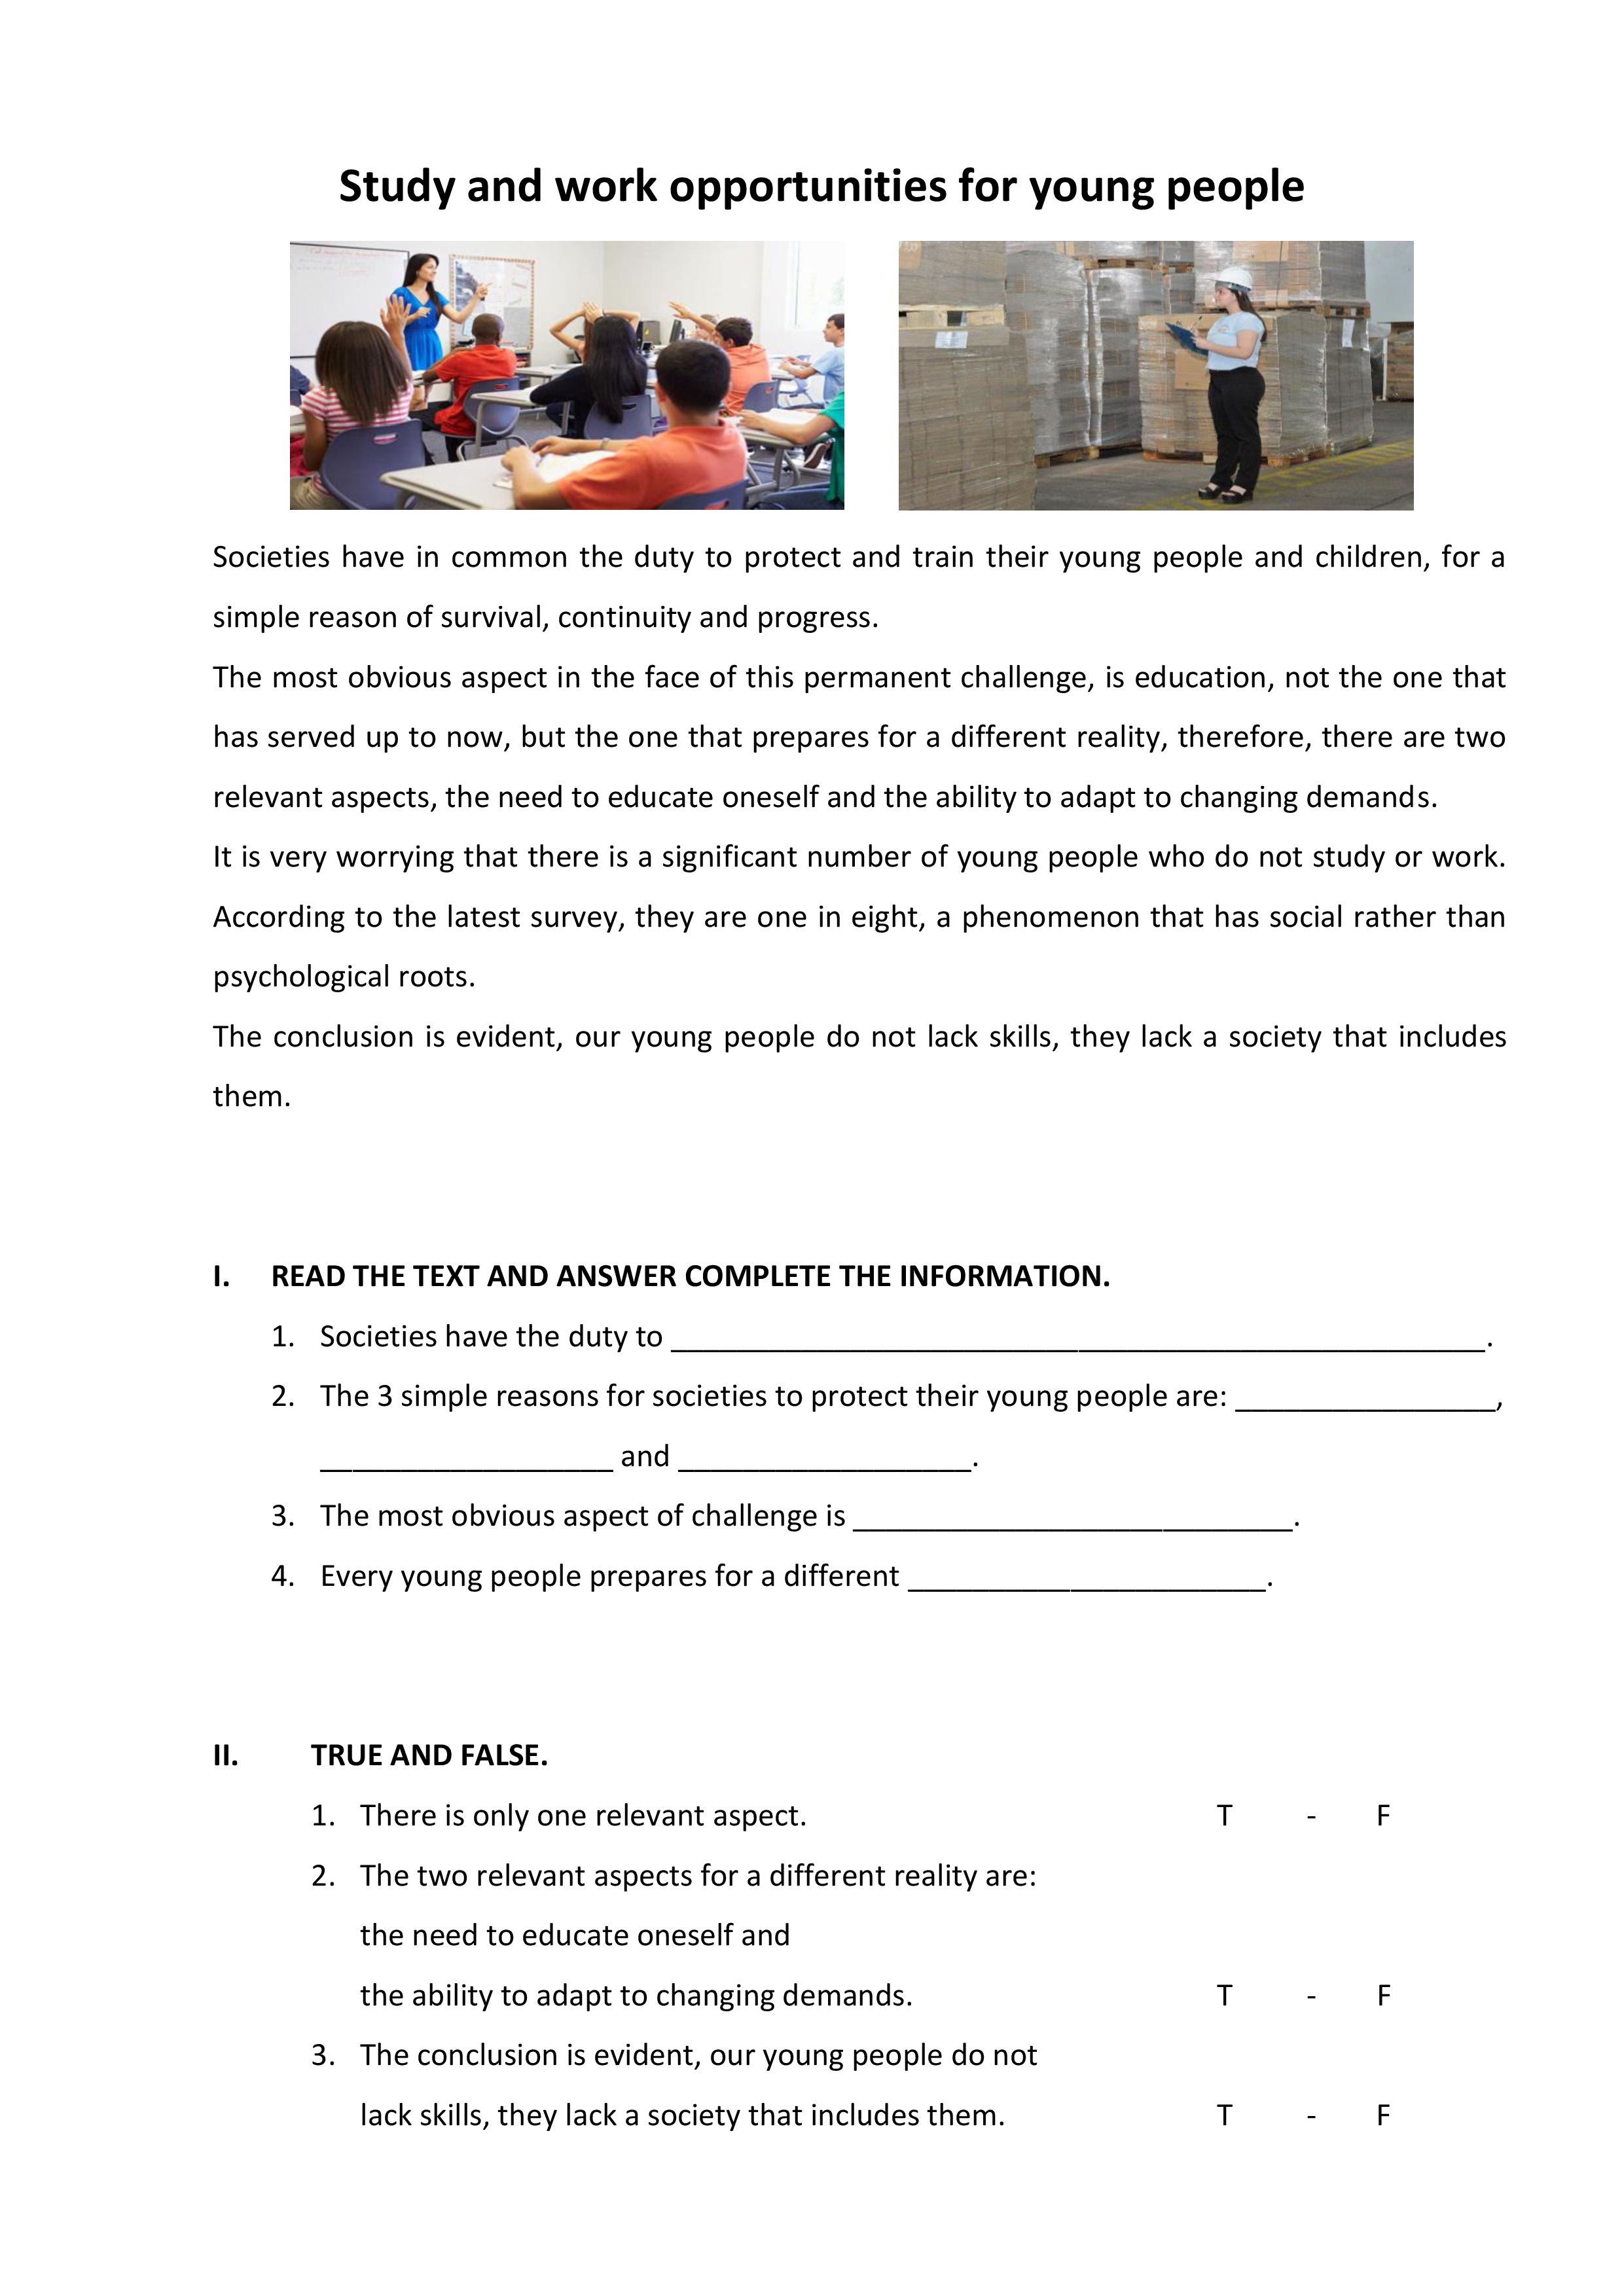 Study and work opportunities for young people
Societies have in common the duty to protect and train their young people and children, for a
simple reason of survival, continuity and progress.
The most obvious aspect in the face of this permanent challenge, is education, not the one that
has served up to now, but the one that prepares for a different reality, therefore, there are two
relevant aspects, the need to educate oneself and the ability to adapt to changing demands.
It is very worrying that there is a significant number of young people who do not study or work.
According to the latest survey, they are one in eight, a phenomenon that has social rather than
psychological roots.
The conclusion is evident, our young people do not lack skills, they lack a society that includes
them.
I. READ THE TEXT AND ANSWER COMPLETE THE INFORMATION.
1. Societies have the duty to __________________________________________________.
2. The 3 simple reasons for societies to protect their young people are: ________________,
__________________ and __________________.
3. The most obvious aspect of challenge is ___________________________.
4. Every young people prepares for a different ______________________.
II. TRUE AND FALSE.
1. There is only one relevant aspect. T - F
2. The two relevant aspects for a different reality are:
the need to educate oneself and
the ability to adapt to changing demands. T - F
3. The conclusion is evident, our young people do not
lack skills, they lack a society that includes them. T - F